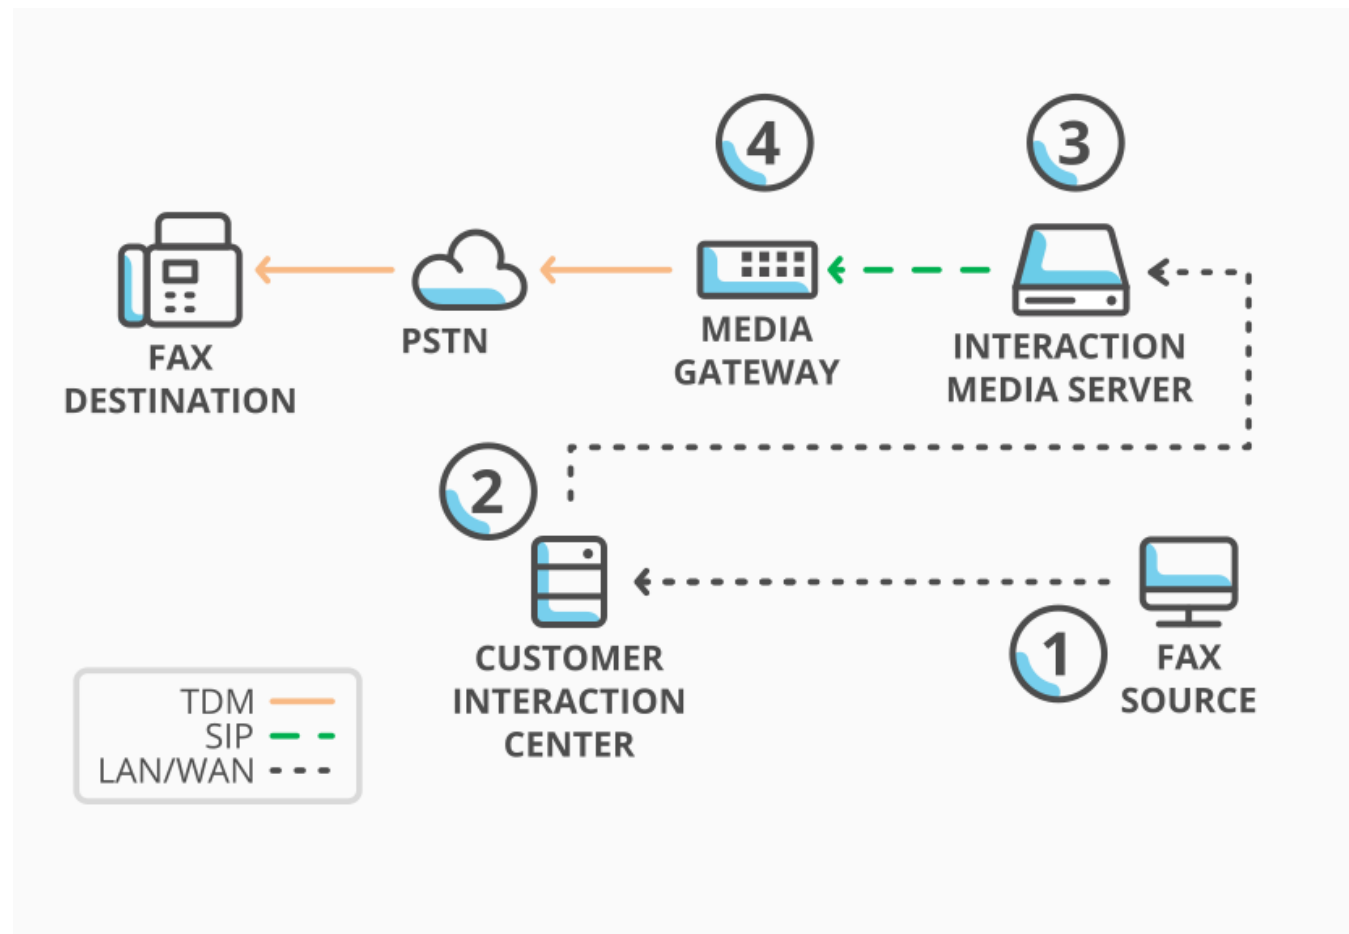 4
3
FAX
DESTINATION
PSTN
MEDIA
GATEWAY
INTERACTION
MEDIA SERVER
2
CUSTOMER
INTERACTION
CENTER
1
FAX
SOURCE
TDM
SIP
LAN/WAN